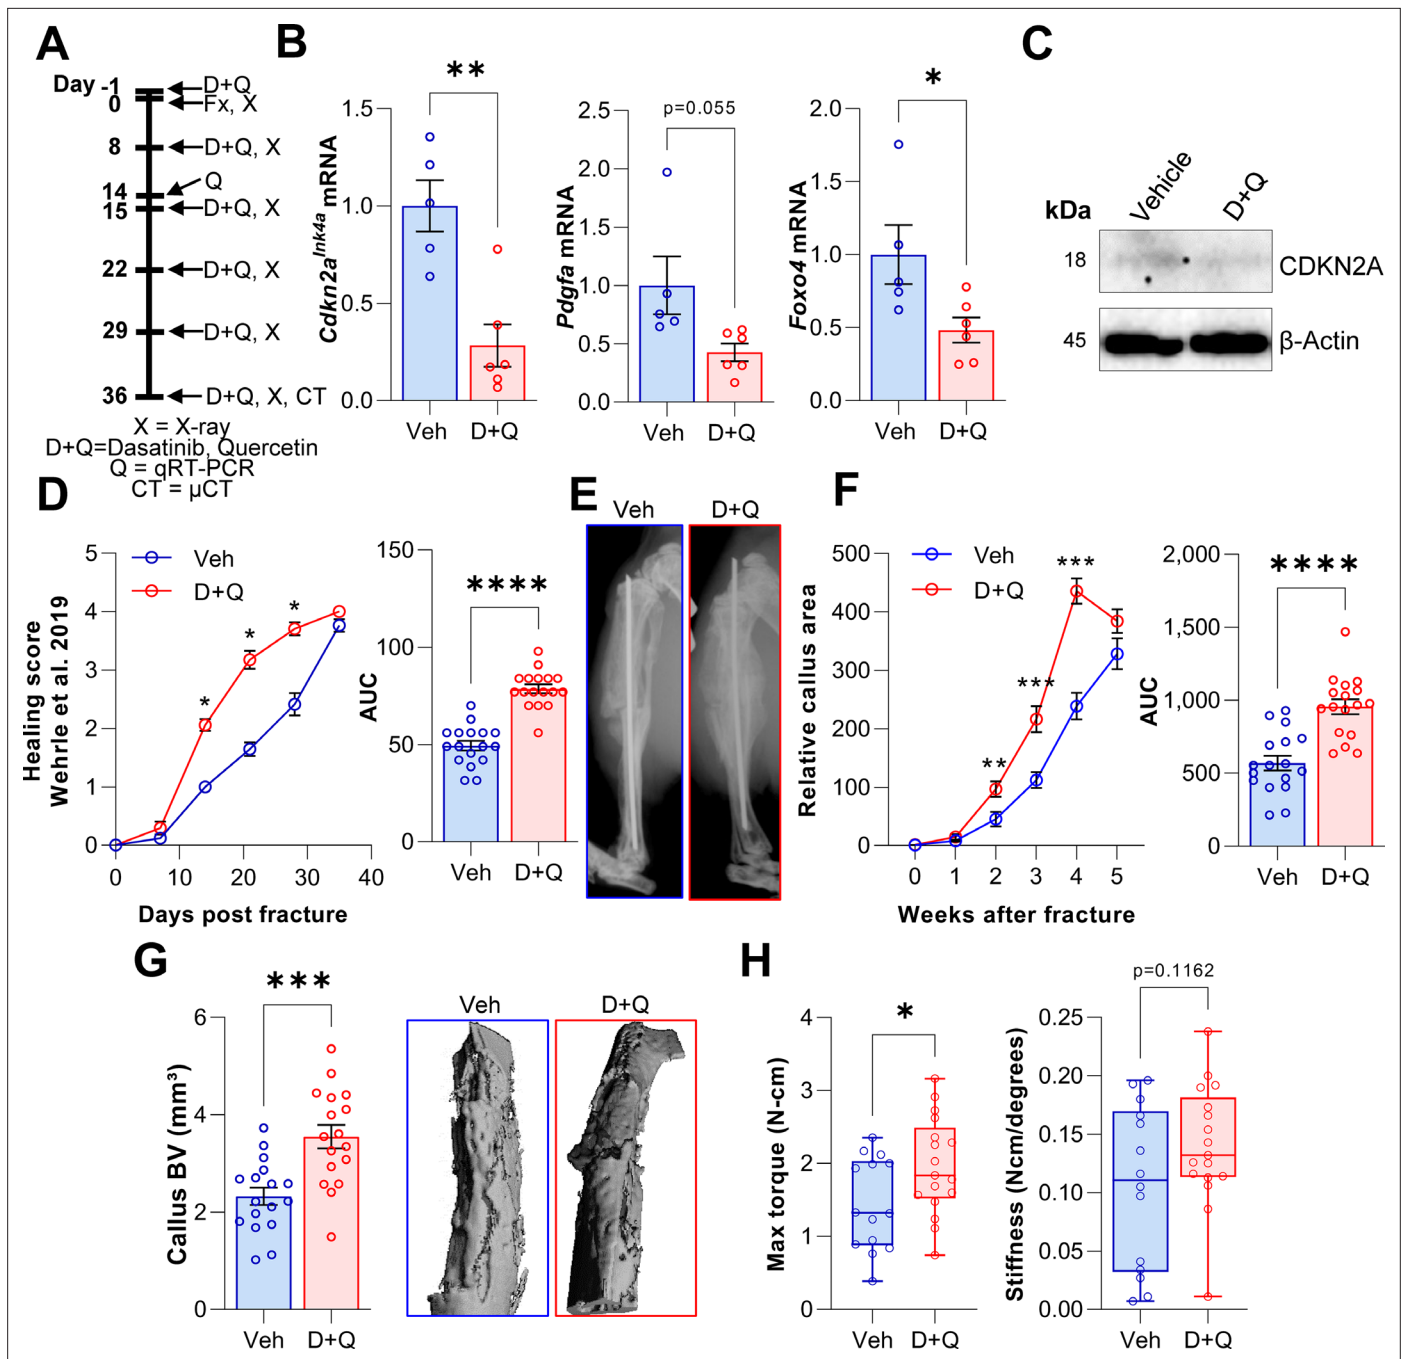 A
Day -1
D+Q
0
Fx, X
8
D+Q, X
14
Q
15
D+Q, X
22
D+Q, X
29
D+Q, X
36
D+Q, X, CT
X = X-ray
D+Q=Dasatinib, Quercetin
Q = qRT-PCR
CT = µCT
B
Cdkn2a^Ink4a mRNA
1.5
1.0
0.5
0.0
**
Veh D+Q
Pdgfa mRNA
2.5
2.0
1.5
1.0
0.5
0.0
p=0.055
Veh D+Q
Foxo4 mRNA
2.0
1.5
1.0
0.5
0.0
*
Veh D+Q
C
kDa
Vehicle
D+Q
18
CDKN2A
45
β-Actin
D
Healing score
Wehrle et al. 2019
5
4
3
2
1
0
Veh
D+Q
* * *
0 10 20 30 40
Days post fracture
AUC
150
100
50
0
****
Veh D+Q
E
Veh D+Q
F
Relative callus area
500
400
300
200
100
0
Veh
D+Q
** *** ***
0 1 2 3 4 5
Weeks after fracture
AUC
2,000
1,500
1,000
500
0
****
Veh D+Q
G
Callus BV (mm³)
6
4
2
0
***
Veh D+Q
Veh D+Q
H
Max torque (N-cm)
4
3
2
1
0
*
Veh D+Q
Stiffness (Ncm/degrees)
0.25
0.20
0.15
0.10
0.05
0.00
p=0.1162
Veh D+Q